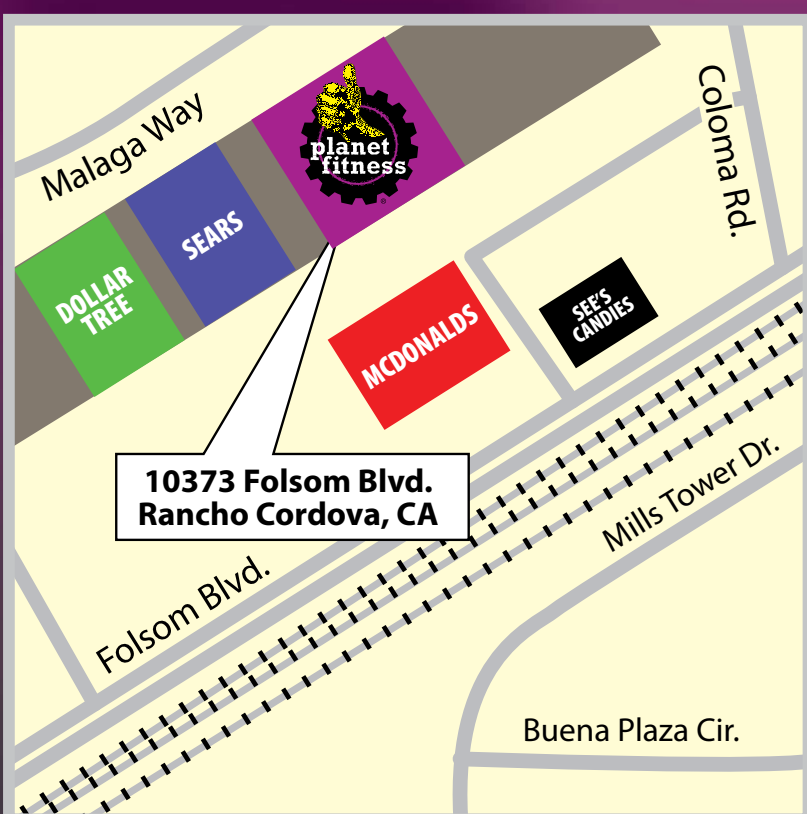 Malaga Way
planet
fitness
®
Coloma Rd.
SEARS
DOLLAR
TREE
MCDONALDS
SEE'S
CANDIES
10373 Folsom Blvd.
Rancho Cordova, CA
Mills Tower Dr.
Folsom Blvd.
Buena Plaza Cir.